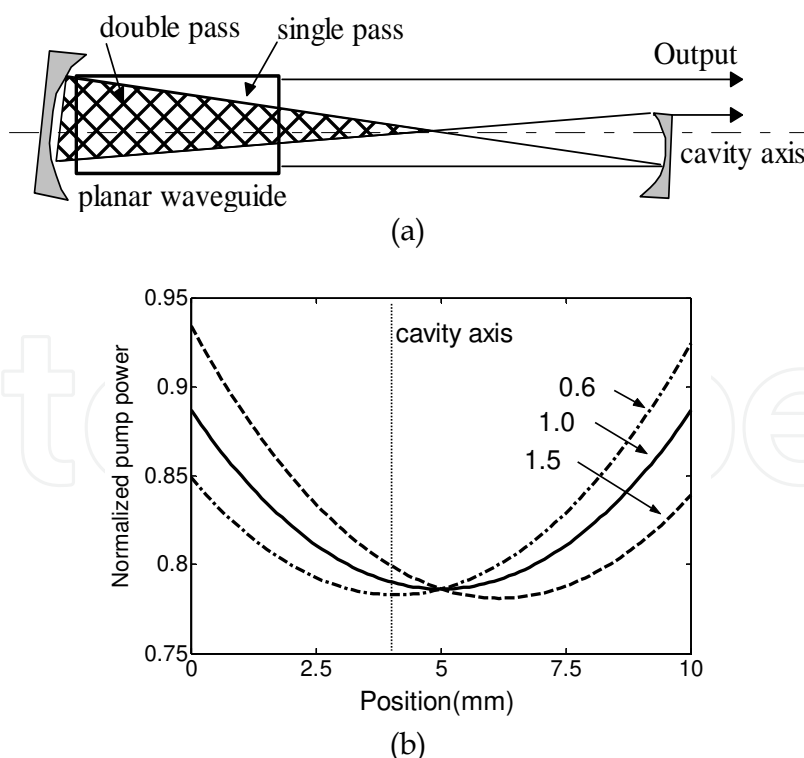 double pass
single pass
Output
cavity axis
planar waveguide
(a)
0.95
0.9
0.85
0.8
0.75
Normalized pump power
cavity axis
0.6
1.0
1.5
0
2.5
5
7.5
10
Position(mm)
(b)